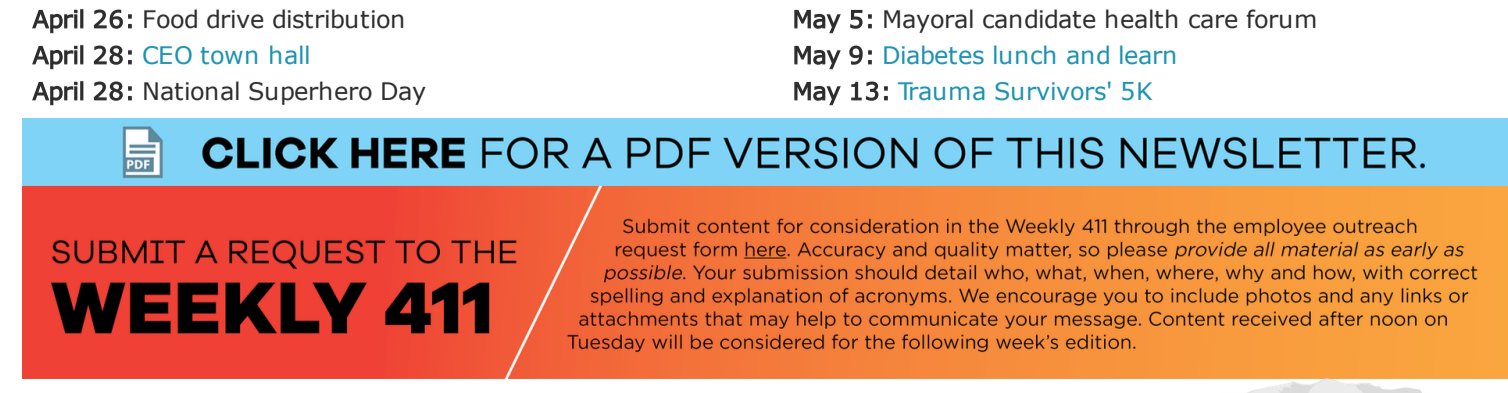 April 26: Food drive distribution
April 28: CEO town hall
April 28: National Superhero Day
May 5: Mayoral candidate health care forum
May 9: Diabetes lunch and learn
May 13: Trauma Survivors' 5K
PDF
CLICK HERE FOR A PDF VERSION OF THIS NEWSLETTER.
SUBMIT A REQUEST TO THE
WEEKLY 411
Submit content for consideration in the Weekly 411 through the employee outreach
request form here. Accuracy and quality matter, so please provide all material as early as
possible. Your submission should detail who, what, when, where, why and how, with correct
spelling and explanation of acronyms. We encourage you to include photos and any links or
attachments that may help to communicate your message. Content received after noon on
Tuesday will be considered for the following week's edition.